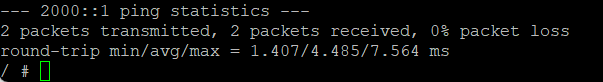 --- 2000::1 ping statistics ---
2 packets transmitted, 2 packets received, 0% packet loss
round-trip min/avg/max = 1.407/4.485/7.564 ms
/ #